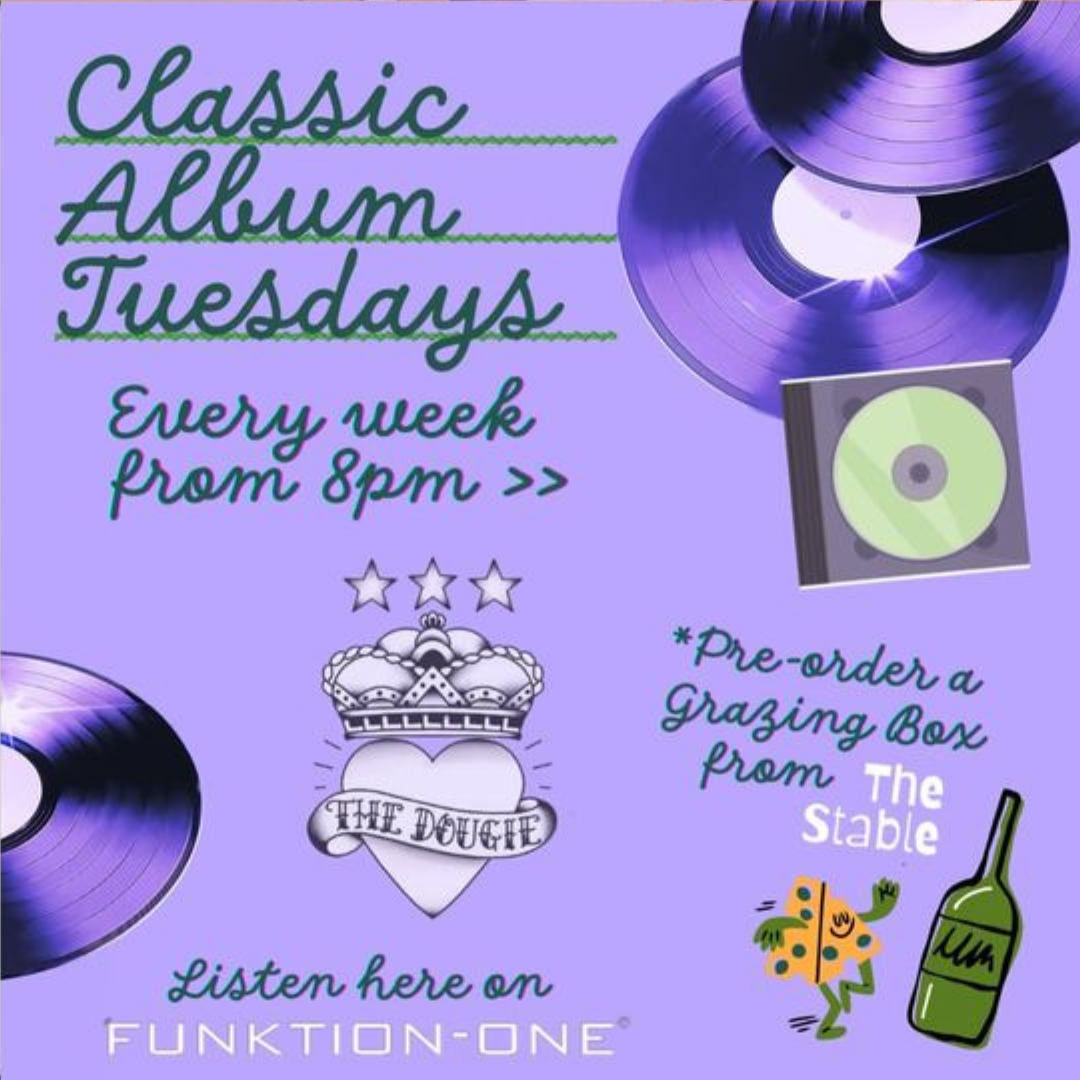 Classic
Album
Tuesdays
Every week
from 8pm >>
THE DOUGIE
*Pre-order a
Grazing Box
from The
Stable
Listen here on
FUNKTION-ONE®